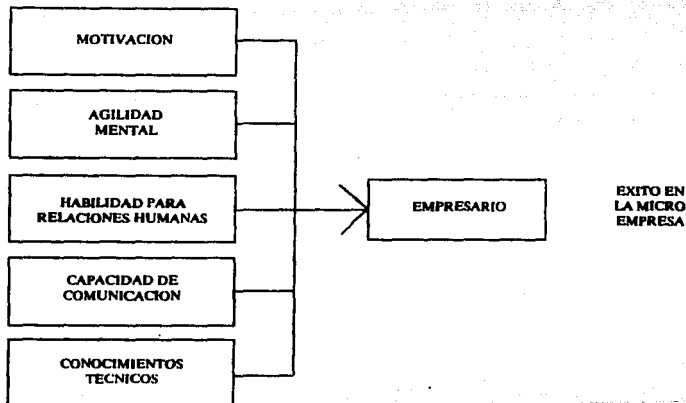 MOTIVACION
AGILIDAD
MENTAL
HABILIDAD PARA
RELACIONES HUMANAS
CAPACIDAD DE
COMUNICACION
CONOCIMIENTOS
TECNICOS
EMPRESARIO
EXITO EN
LA MICRO
EMPRESA